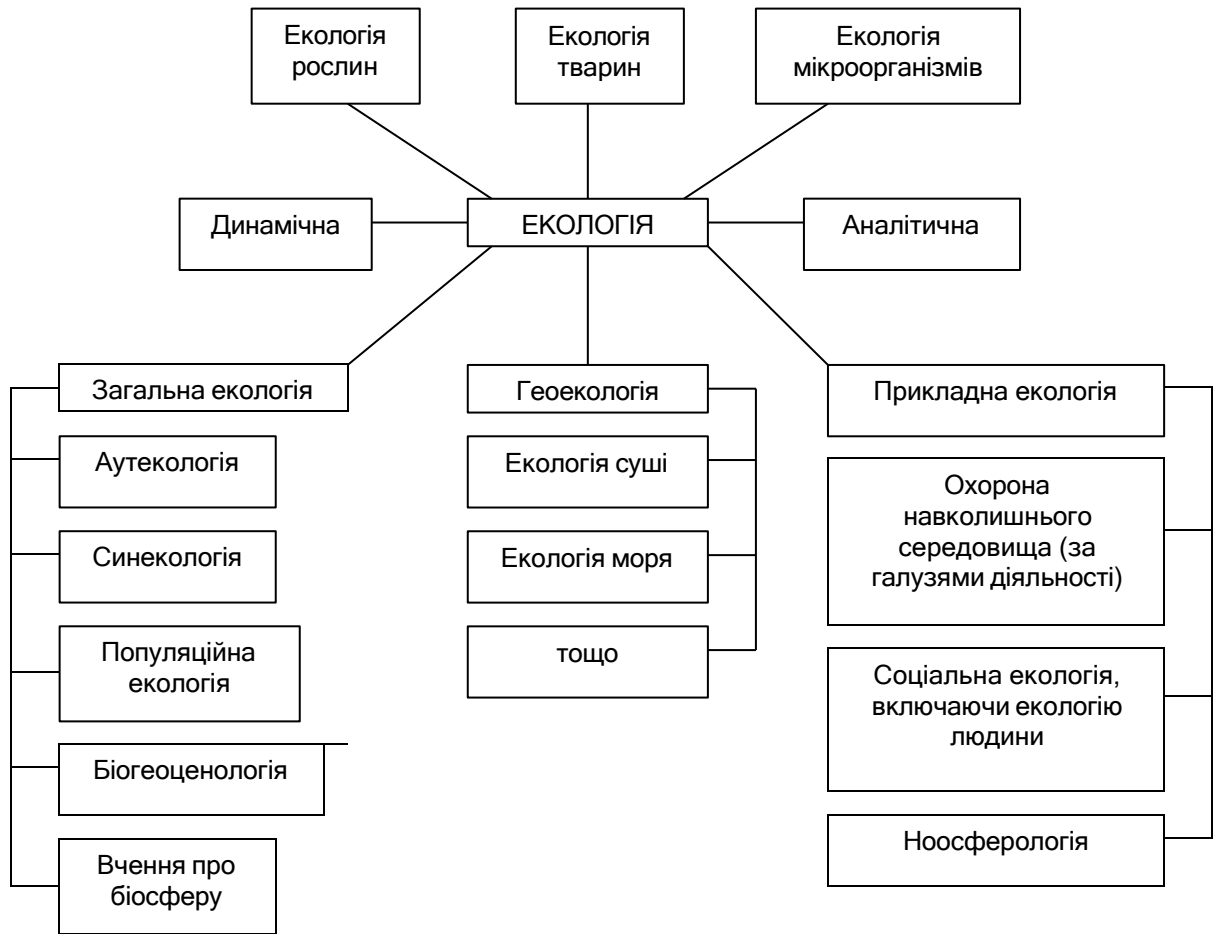 Екологія
рослин
Екологія
тварин
Екологія
мікроорганізмів
Динамічна
ЕКОЛОГІЯ
Аналітична
Загальна екологія
Аутекологія
Синекологія
Популяційна
екологія
Біогеоценологія
Вчення про
біосферу
Геоекологія
Екологія суші
Екологія моря
тощо
Прикладна екологія
Охорона
навколишнього
середовища (за
галузями діяльності)
Соціальна екологія,
включаючи екологію
людини
Ноосферологія